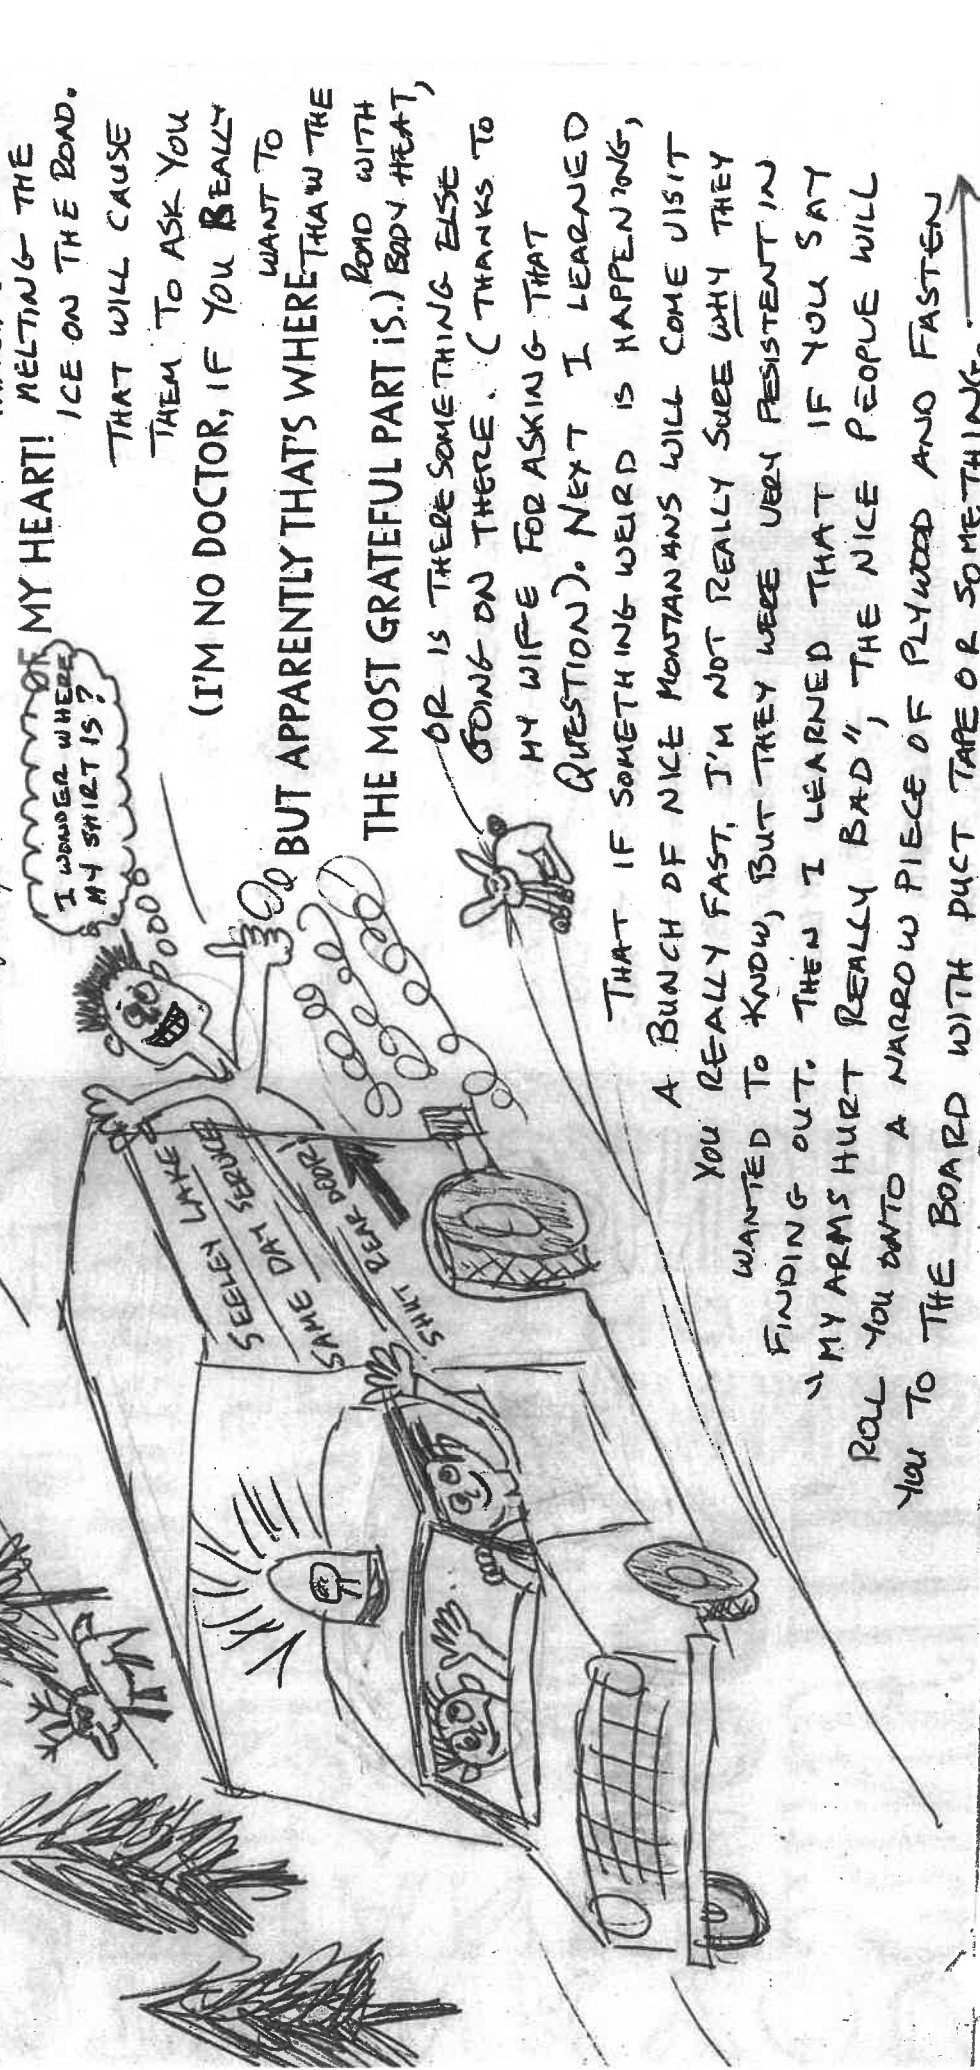 MELTING THE
OF MY HEART!
ICE ON THE ROAD.
I WONDER WHERE
MY SHIRT IS?
THAT WILL CAUSE
THEM TO ASK YOU
(I'M NO DOCTOR, IF YOU REALLY
WANT TO
BUT APPARENTLY THAT'S WHERE THAW THE
ROAD WITH
THE MOST GRATEFUL PART IS.) BODY HEAT,
OR IS THERE SOMETHING ELSE
GOING ON THERE. (THANKS TO
MY WIFE FOR ASKING THAT
QUESTION). NEXT I LEARNED
THAT IF SOMETHING WEIRD IS HAPPENING,
A BUNCH OF NICE MONTANANS WILL COME VISIT
YOU REALLY FAST. I'M NOT REALLY SURE WHY THEY
WANTED TO KNOW, BUT THEY WERE VERY PESISTENT IN
FINDING OUT. THEN I LEARNED THAT IF YOU SAY
"MY ARMS HURT REALLY BAD", THE NICE PEOPLE WILL
ROLL YOU ONTO A NARROW PIECE OF PLYWOOD AND FASTEN
YOU TO THE BOARD WITH DUCT TAPE OR SOMETHING.
SEELEY LAKE
SAME DAY SERVICE
SHUT REAR DOOR!